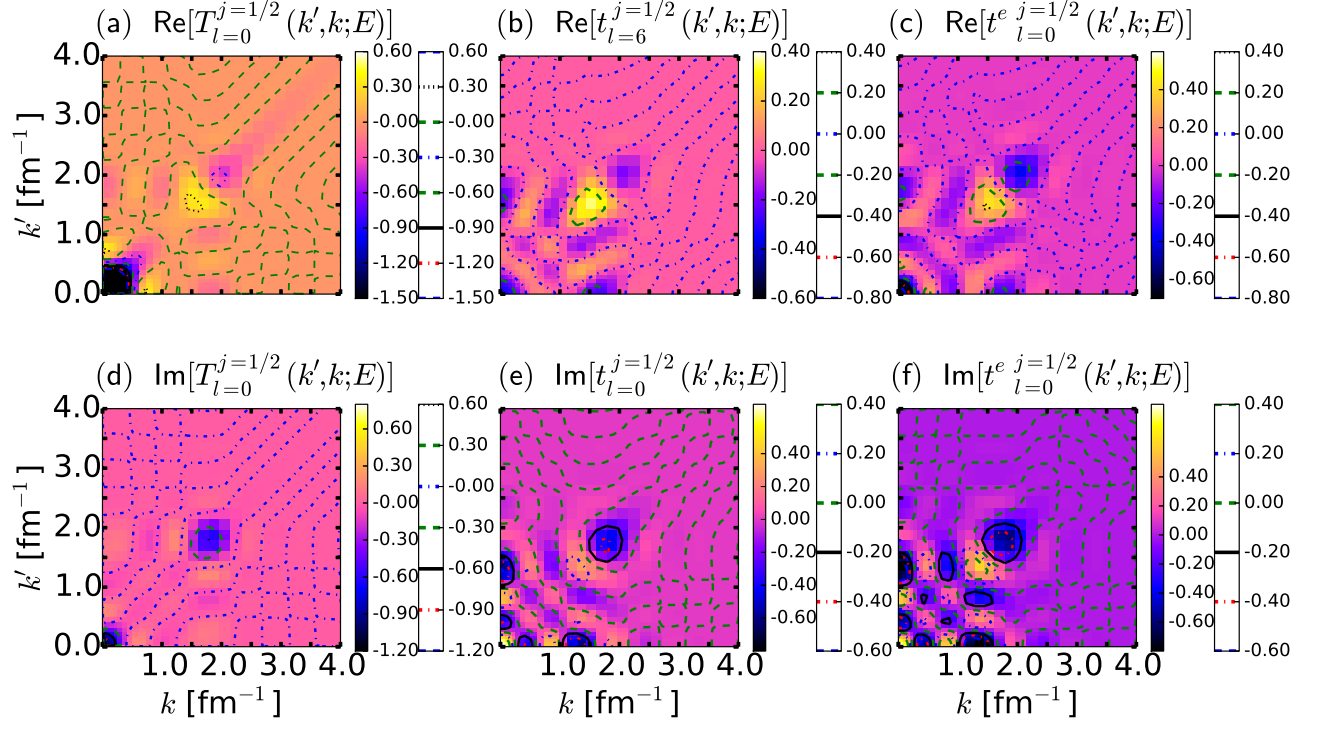 (a) Re[T_{l=0}^{j=1/2}(k′,k;E)] (b) Re[t_{l=6}^{j=1/2}(k′,k;E)] (c) Re[t^e_{l=0}^{j=1/2}(k′,k;E)]
4.0 3.0 2.0 1.0 0.0
k′ [fm⁻¹]
0.60 0.30 -0.00 -0.30 -0.60 -0.90 -1.20 -1.50
0.60 0.30 -0.00 -0.30 -0.60 -0.90 -1.20 -1.50
0.20 0.00 -0.20 -0.40 -0.60
0.40 0.20 0.00 -0.20 -0.40 -0.60 -0.80
0.40 0.20 0.00 -0.20 -0.40 -0.60
0.40 0.20 0.00 -0.20 -0.40 -0.60 -0.80
(d) Im[T_{l=0}^{j=1/2}(k′,k;E)] (e) Im[t_{l=0}^{j=1/2}(k′,k;E)] (f) Im[t^e_{l=0}^{j=1/2}(k′,k;E)]
4.0 3.0 2.0 1.0 0.0
k′ [fm⁻¹]
0.60 0.30 -0.00 -0.30 -0.60 -0.90 -1.20
0.60 0.30 -0.00 -0.30 -0.60 -0.90 -1.20
0.40 0.20 0.00 -0.20 -0.40 -0.60
0.40 0.20 0.00 -0.20 -0.40 -0.60
0.40 0.20 0.00 -0.20 -0.40 -0.60
0.40 0.20 0.00 -0.20 -0.40 -0.60
1.0 2.0 3.0 4.0 1.0 2.0 3.0 4.0 1.0 2.0 3.0 4.0
k [fm⁻¹] k [fm⁻¹] k [fm⁻¹]